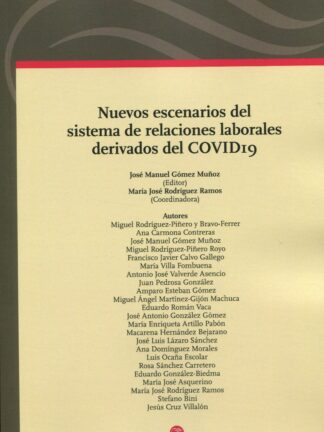 Nuevos escenarios del
sistema de relaciones laborales
derivados del COVID19
José Manuel Gómez Muñoz
(Editor)
María José Rodríguez Ramos
(Coordinadora)
Autores
Miguel Rodríguez-Piñero y Bravo-Ferrer
Ana Carmona Contreras
José Manuel Gómez Muñoz
Miguel Rodríguez-Piñero Royo
Francisco Javier Calvo Gallego
María Villa Fombuena
Antonio José Valverde Asencio
Juan Pedrosa González
Amparo Esteban Gómez
Miguel Ángel Martínez-Gijón Machuca
Eduardo Román Vaca
José Antonio González Gómez
María Enriqueta Artillo Pabón
Macarena Hernández Bejarano
José Luis Lázaro Sánchez
Ana Domínguez Morales
Luis Ocaña Escolar
Rosa Sánchez Carretero
Eduardo González-Biedma
María José Asquerino
María José Rodríguez Ramos
Stefano Bini
Jesús Cruz Villalón